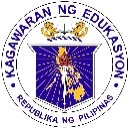 KAGAWARAN NG EDUKASYON
REPUBLIKA NG PILIPINAS